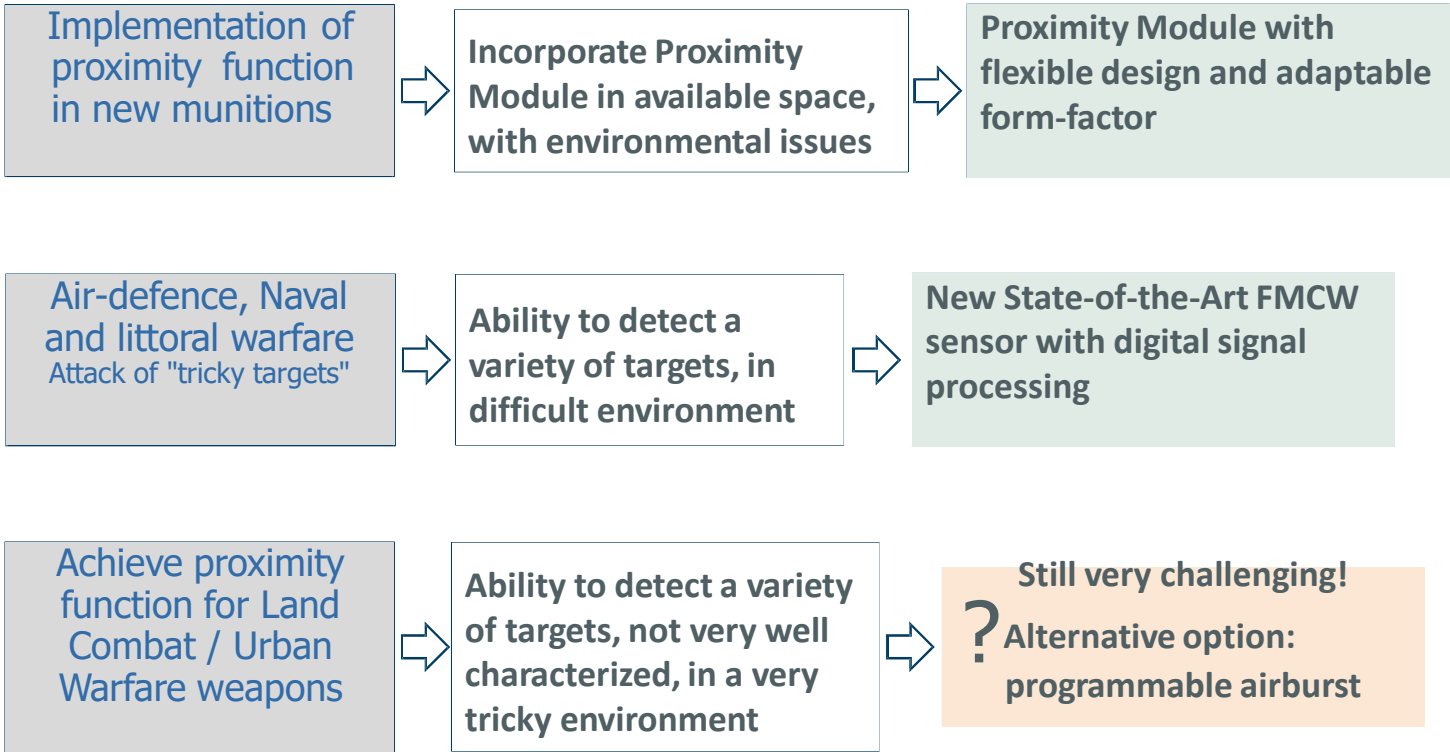 Implementation of
proximity function
in new munitions
Incorporate Proximity
Module in available space,
with environmental issues
Proximity Module with
flexible design and adaptable
form-factor
Air-defence, Naval
and littoral warfare
Attack of "tricky targets"
Ability to detect a
variety of targets, in
difficult environment
New State-of-the-Art FMCW
sensor with digital signal
processing
Achieve proximity
function for Land
Combat / Urban
Warfare weapons
Ability to detect a variety
of targets, not very well
characterized, in a very
tricky environment
Still very challenging!
? Alternative option:
programmable airburst